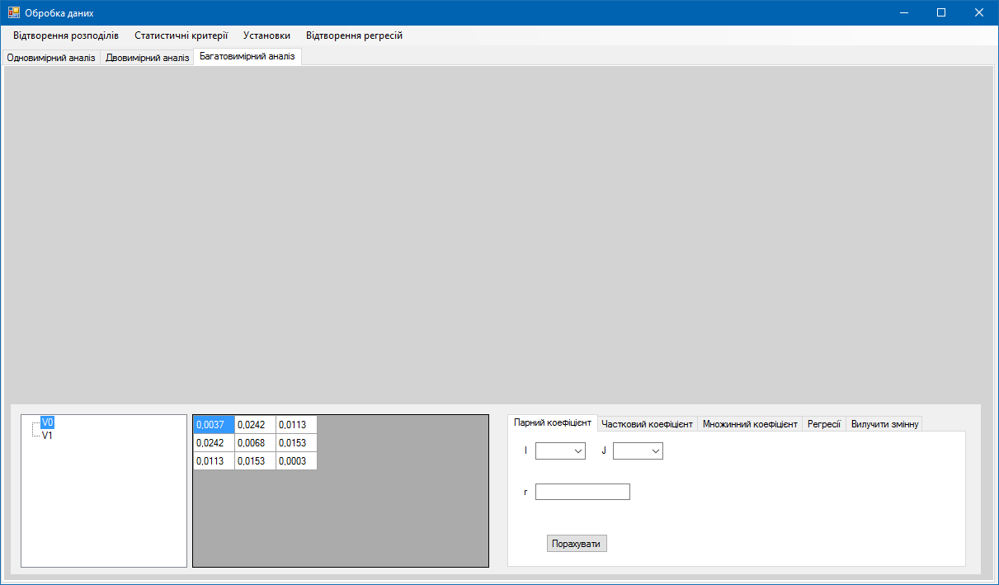 Обробка даних
Відтворення розподілів Статистичні критерії Установки Відтворення регресій
Одновимірний аналіз Двовимірний аналіз Багатовимірний аналіз
V0
V1
0,0037 0,0242 0,0113
0,0242 0,0068 0,0153
0,0113 0,0153 0,0003
Парний коефіцієнт Частковий коефіцієнт Множинний коефіцієнт Регресії Вилучити змінну
I J
r
Порахувати